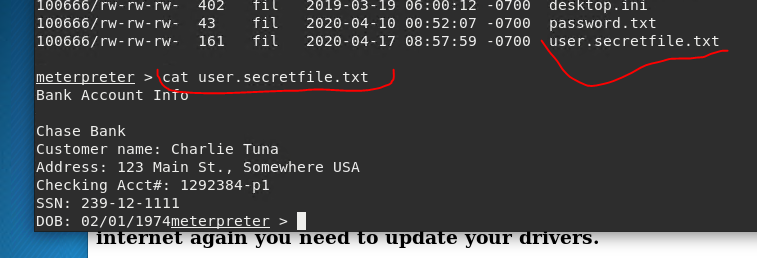 100666/rw-rw-rw-  402   fil   2019-03-19 06:00:12 -0700  desktop.ini
100666/rw-rw-rw-  43    fil   2020-04-10 00:52:07 -0700  password.txt
100666/rw-rw-rw-  161   fil   2020-04-17 08:57:59 -0700  user.secretfile.txt
meterpreter > cat user.secretfile.txt
Bank Account Info
Chase Bank
Customer name: Charlie Tuna
Address: 123 Main St., Somewhere USA
Checking Acct#: 1292384-p1
SSN: 239-12-1111
DOB: 02/01/1974meterpreter >
internet again you need to update your drivers.